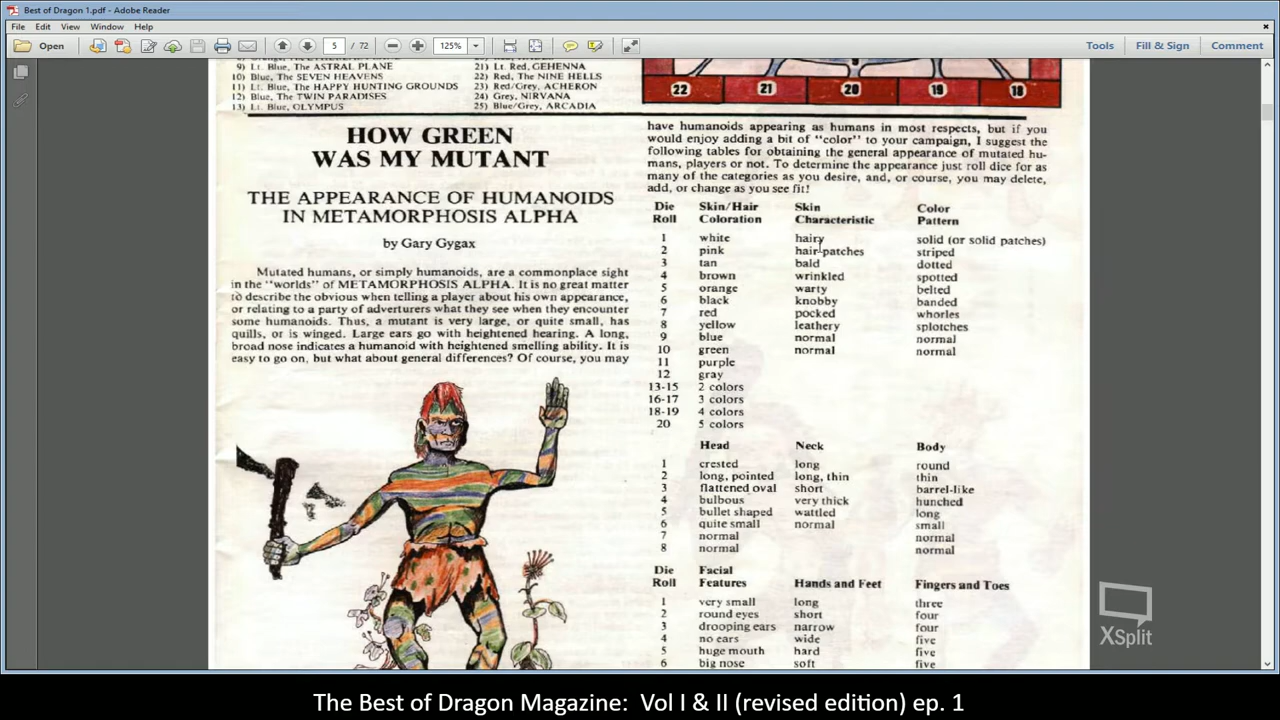 Best of Dragon 1.pdf - Adobe Reader
File Edit View Window Help
Open 5 / 72 125% Tools Fill & Sign Comment
9) Lt. Blue, The ASTRAL PLANE
10) Blue, The SEVEN HEAVENS
11) Lt. Blue, The HAPPY HUNTING GROUNDS
12) Blue, The TWIN PARADISES
13) Lt. Blue, OLYMPUS
21) Lt. Red, GEHENNA
22) Red, The NINE HELLS
23) Red/Grey, ACHERON
24) Grey, NIRVANA
25) Blue/Grey, ARCADIA
22 21 20 19 18
HOW GREEN
WAS MY MUTANT
THE APPEARANCE OF HUMANOIDS
IN METAMORPHOSIS ALPHA
by Gary Gygax
Mutated humans, or simply humanoids, are a commonplace sight
in the "worlds" of METAMORPHOSIS ALPHA. It is no great matter
to describe the obvious when telling a player about his own appearance,
or relating to a party of adverturers what they see when they encounter
some humanoids. Thus, a mutant is very large, or quite small, has
quills, or is winged. Large ears go with heightened hearing. A long,
broad nose indicates a humanoid with heightened smelling ability. It is
easy to go on, but what about general differences? Of course, you may
have humanoids appearing as humans in most respects, but if you
would enjoy adding a bit of "color" to your campaign, I suggest the
following tables for obtaining the general appearance of mutated hu-
mans, players or not. To determine the appearance just roll dice for as
many of the categories as you desire, and, or course, you may delete,
add, or change as you see fit!
Die Skin/Hair Skin Color
Roll Coloration Characteristic Pattern
1 white hairy solid (or solid patches)
2 pink hair patches striped
3 tan bald dotted
4 brown wrinkled spotted
5 orange warty belted
6 black knobby banded
7 red pocked whorles
8 yellow leathery splotches
9 blue normal normal
10 green normal normal
11 purple
12 gray
13-15 2 colors
16-17 3 colors
18-19 4 colors
20 5 colors
Head Neck Body
1 crested long round
2 long, pointed long, thin thin
3 flattened oval short barrel-like
4 bulbous very thick hunched
5 bullet shaped wattled long
6 quite small normal small
7 normal normal
8 normal normal
Die Facial
Roll Features Hands and Feet Fingers and Toes
1 very small long three
2 round eyes short four
3 drooping ears narrow four
4 no ears wide five
5 huge mouth hard five
6 big nose soft five
XSplit
The Best of Dragon Magazine: Vol I & II (revised edition) ep. 1